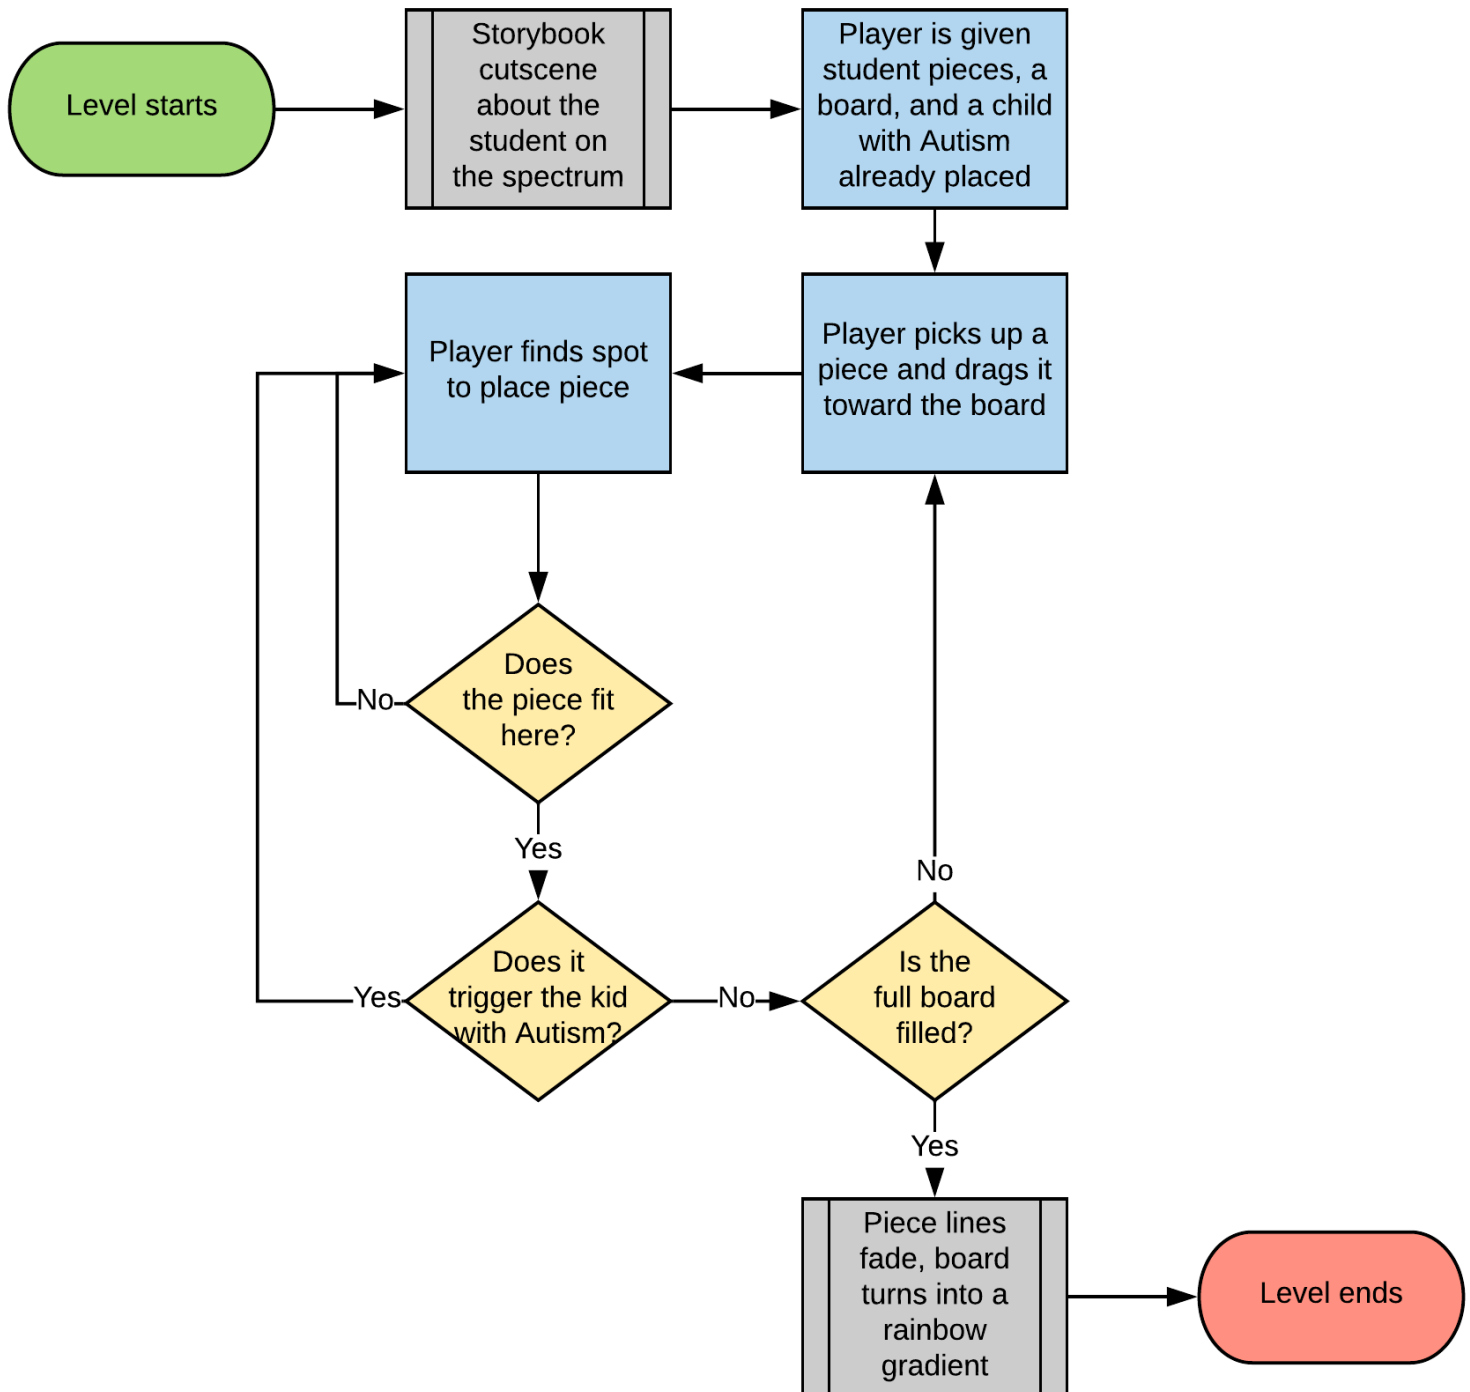 Level starts
Storybook
cutscene
about the
student on
the spectrum
Player is given
student pieces, a
board, and a child
with Autism
already placed
Player finds spot
to place piece
Player picks up a
piece and drags it
toward the board
Does
the piece fit
here?
No
Yes
No
Does it
trigger the kid
with Autism?
Yes
No
Is the
full board
filled?
Yes
Piece lines
fade, board
turns into a
rainbow
gradient
Level ends